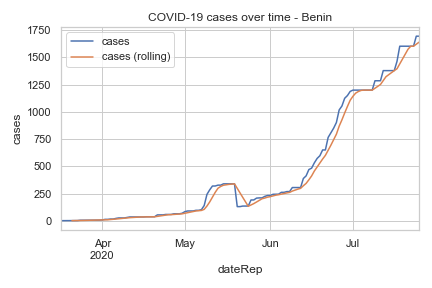 COVID-19 cases over time - Benin
1750
1500
1250
1000
750
500
250
0
cases
cases
cases (rolling)
Apr
2020
May
Jun
Jul
dateRep